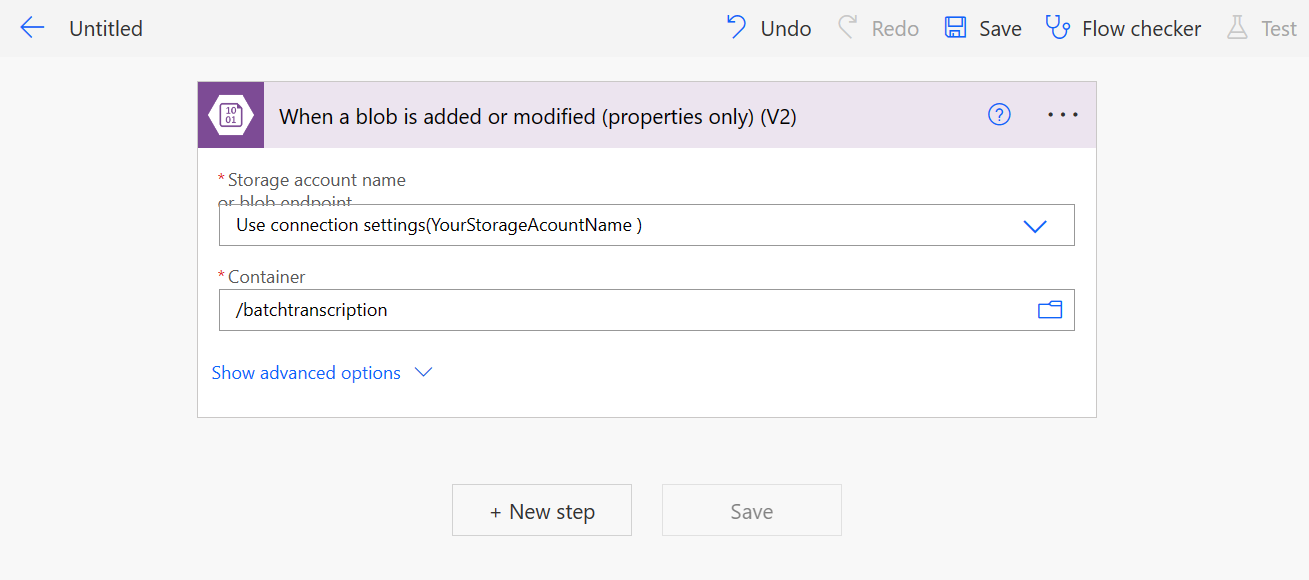 Untitled
Undo
Redo
Save
Flow checker
Test
10
01
When a blob is added or modified (properties only) (V2)
?
* Storage account name
or blob endpoint
Use connection settings(YourStorageAcountName )
* Container
/batchtranscription
Show advanced options
+ New step
Save